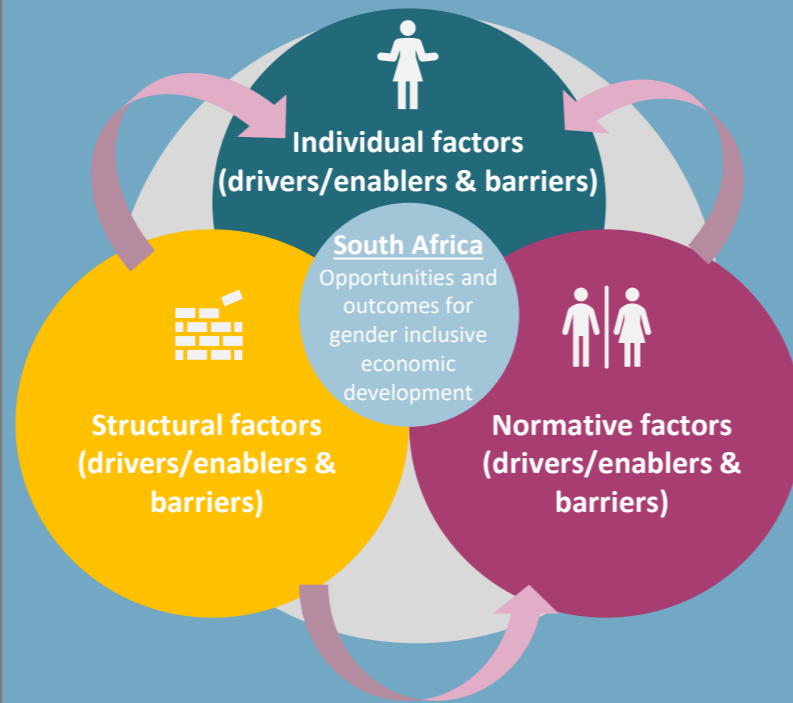 Individual factors
(drivers/enablers & barriers)
South Africa
Opportunities and
outcomes for
gender inclusive
economic
development
Structural factors
(drivers/enablers &
barriers)
Normative factors
(drivers/enablers &
barriers)